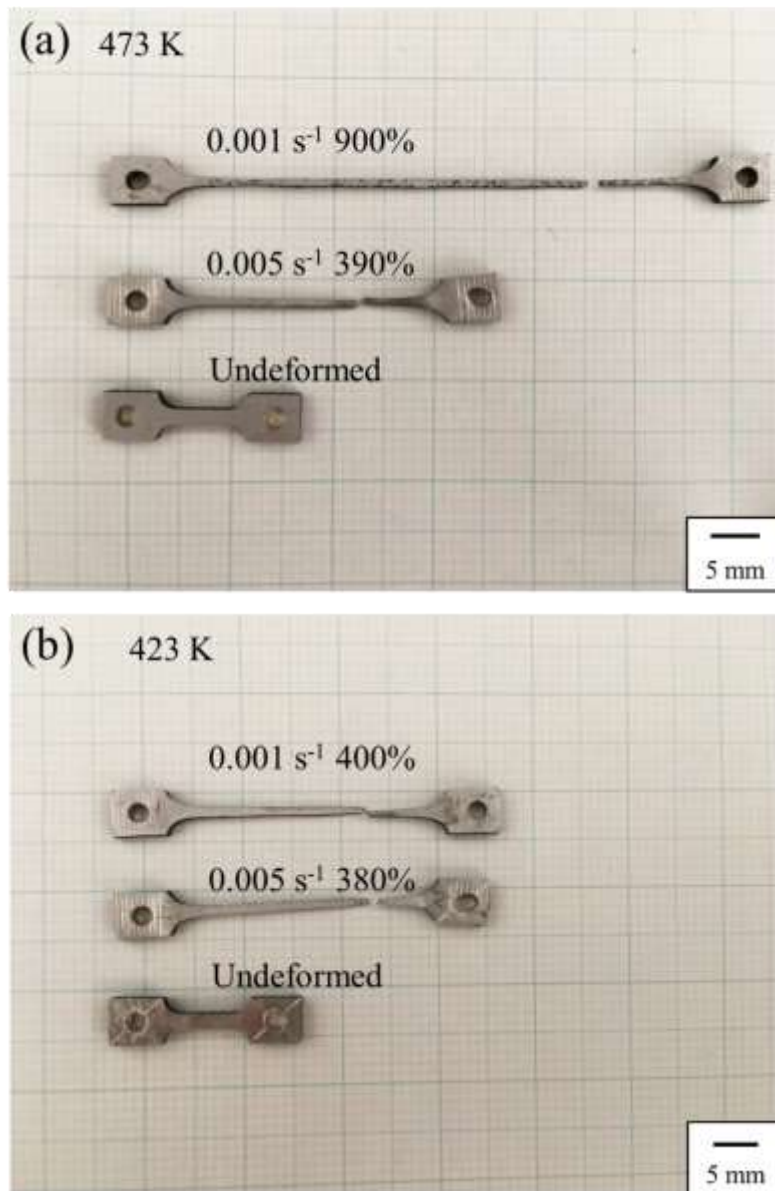 (a) 473 K
0.001 s⁻¹ 900%
0.005 s⁻¹ 390%
Undeformed
5 mm
(b) 423 K
0.001 s⁻¹ 400%
0.005 s⁻¹ 380%
Undeformed
5 mm